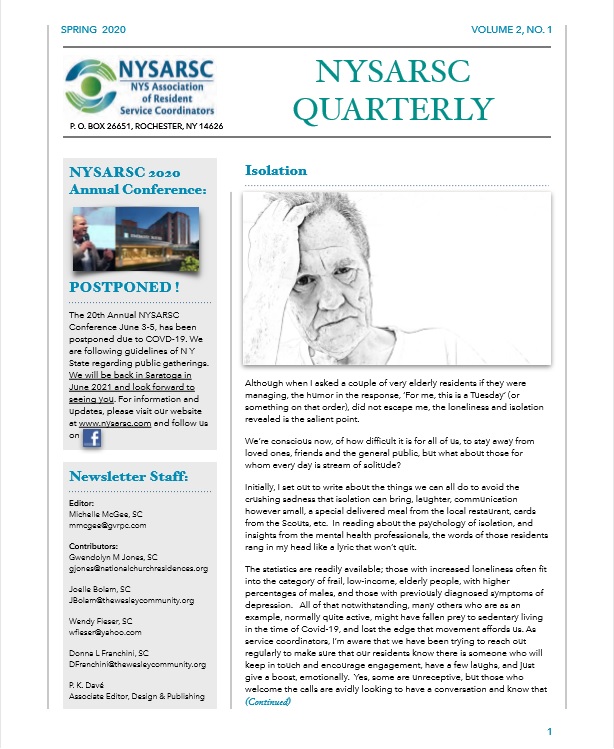 SPRING 2020
VOLUME 2, NO. 1
NYSARSC
NYS Association
of Resident
Service Coordinators
P. O. BOX 26651, ROCHESTER, NY 14626
NYSARSC
QUARTERLY
NYSARSC 2020
Annual Conference:
POSTPONED !
The 20th Annual NYSARSC
Conference June 3-5, has been
postponed due to COVD-19. We
are following guidelines of N Y
State regarding public gatherings.
We will be back in Saratoga in
June 2021 and look forward to
seeing you. For information and
updates, please visit our website
at www.nysarsc.com and follow us
on f
Newsletter Staff:
Editor:
Michelle McGee, SC
mmcgee@gvrpc.com
Contributors:
Gwendolyn M Jones, SC
gjones@nationalchurchresidences.org
Joelle Bolam, SC
JBolam@thewesleycommunity.org
Wendy Fieser, SC
wfieser@yahoo.com
Donna L Franchini, SC
DFranchini@thewesleycommunity.org
P. K. Davé
Associate Editor, Design & Publishing
Isolation
Although when I asked a couple of very elderly residents if they were
managing, the humor in the response, ‘For me, this is a Tuesday’ (or
something on that order), did not escape me, the loneliness and isolation
revealed is the salient point.
We’re conscious now, of how difficult it is for all of us, to stay away from
loved ones, friends and the general public, but what about those for
whom every day is stream of solitude?
Initially, I set out to write about the things we can all do to avoid the
crushing sadness that isolation can bring, laughter, communication
however small, a special delivered meal from the local restaurant, cards
from the Scouts, etc. In reading about the psychology of isolation, and
insights from the mental health professionals, the words of those residents
rang in my head like a lyric that won’t quit.
The statistics are readily available; those with increased loneliness often fit
into the category of frail, low-income, elderly people, with higher
percentages of males, and those with previously diagnosed symptoms of
depression. All of that notwithstanding, many others who are as an
example, normally quite active, might have fallen prey to sedentary living
in the time of Covid-19, and lost the edge that movement affords us. As
service coordinators, I’m aware that we have been trying to reach out
regularly to make sure that our residents know there is someone who will
keep in touch and encourage engagement, have a few laughs, and just
give a boost, emotionally. Yes, some are unreceptive, but those who
welcome the calls are avidly looking to have a conversation and know that
(Continued)
1